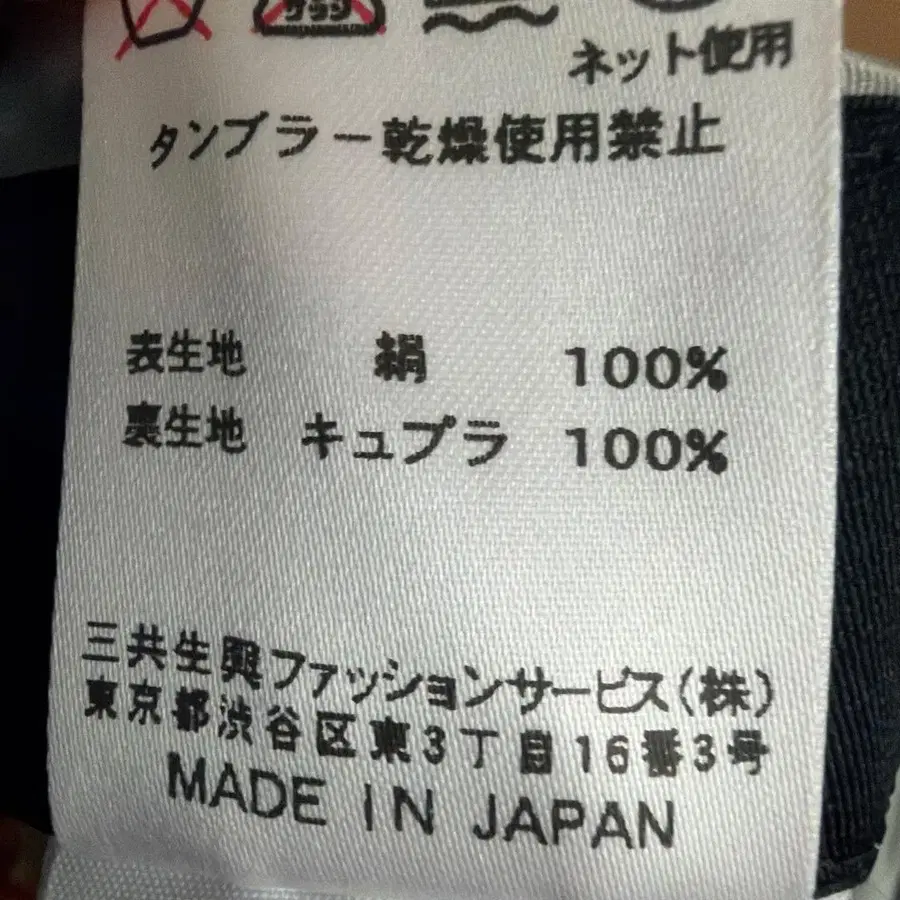 サラシ
ネット使用
タンブラー乾燥使用禁止
表生地 絹 100%
裏生地 キュプラ 100%
三共生興ファッションサービス(株)
東京都渋谷区東3丁目16番3号
MADE IN JAPAN